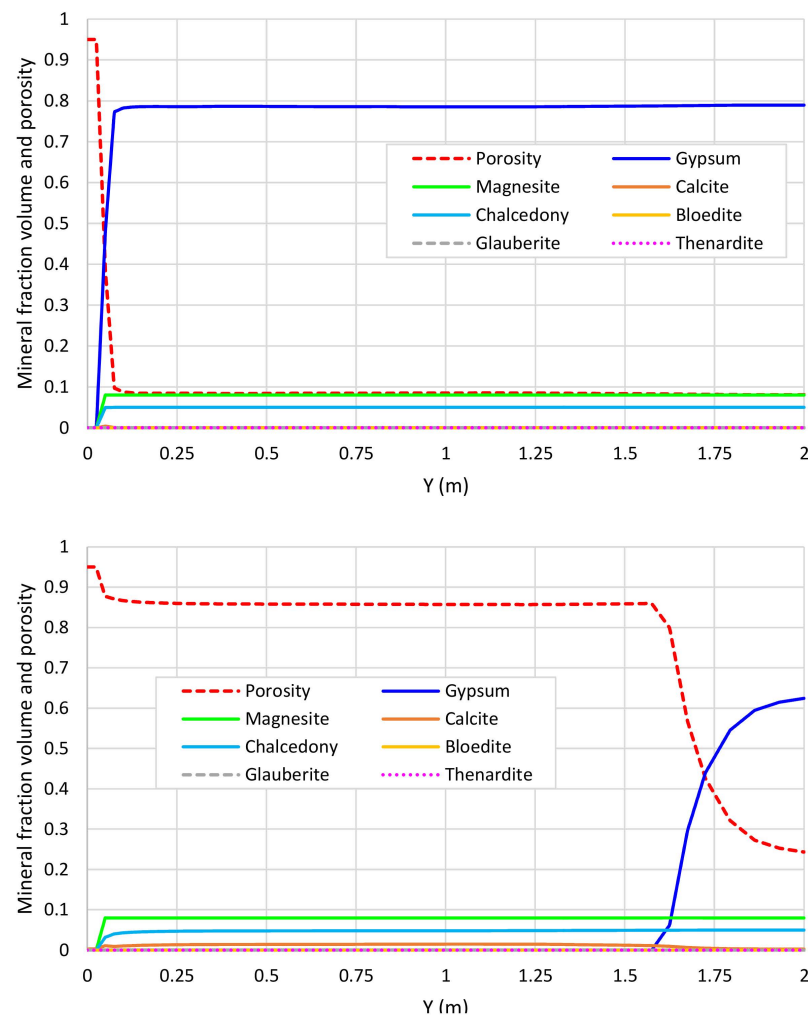 Mineral fraction volume and porosity
1
0.9
0.8
0.7
0.6
0.5
0.4
0.3
0.2
0.1
0
Porosity Gypsum
Magnesite Calcite
Chalcedony Bloedite
Glauberite Thenardite
0 0.25 0.5 0.75 1 1.25 1.5 1.75 2
Y (m)
Mineral fraction volume and porosity
1
0.9
0.8
0.7
0.6
0.5
0.4
0.3
0.2
0.1
0
Porosity Gypsum
Magnesite Calcite
Chalcedony Bloedite
Glauberite Thenardite
0 0.25 0.5 0.75 1 1.25 1.5 1.75 2
Y (m)